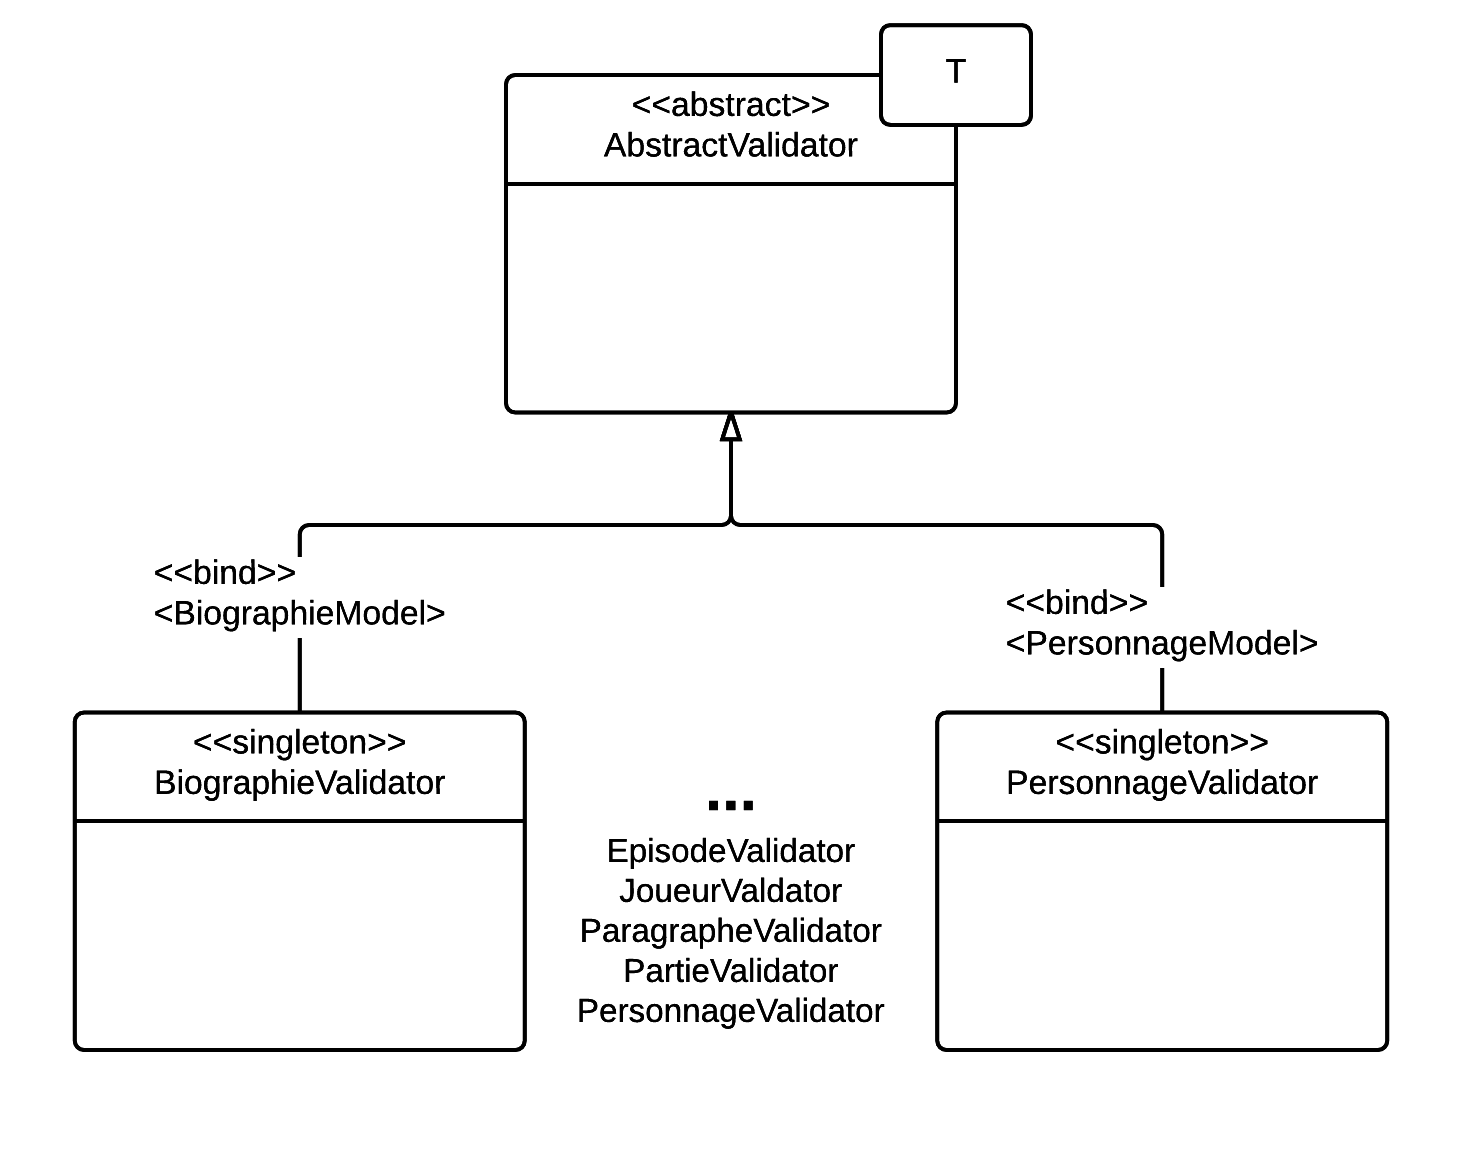 T
<<abstract>>
AbstractValidator
<<bind>>
<BiographieModel>
<<bind>>
<PersonnageModel>
<<singleton>>
BiographieValidator
...
EpisodeValidator
JoueurValdator
ParagrapheValidator
PartieValidator
PersonnageValidator
<<singleton>>
PersonnageValidator